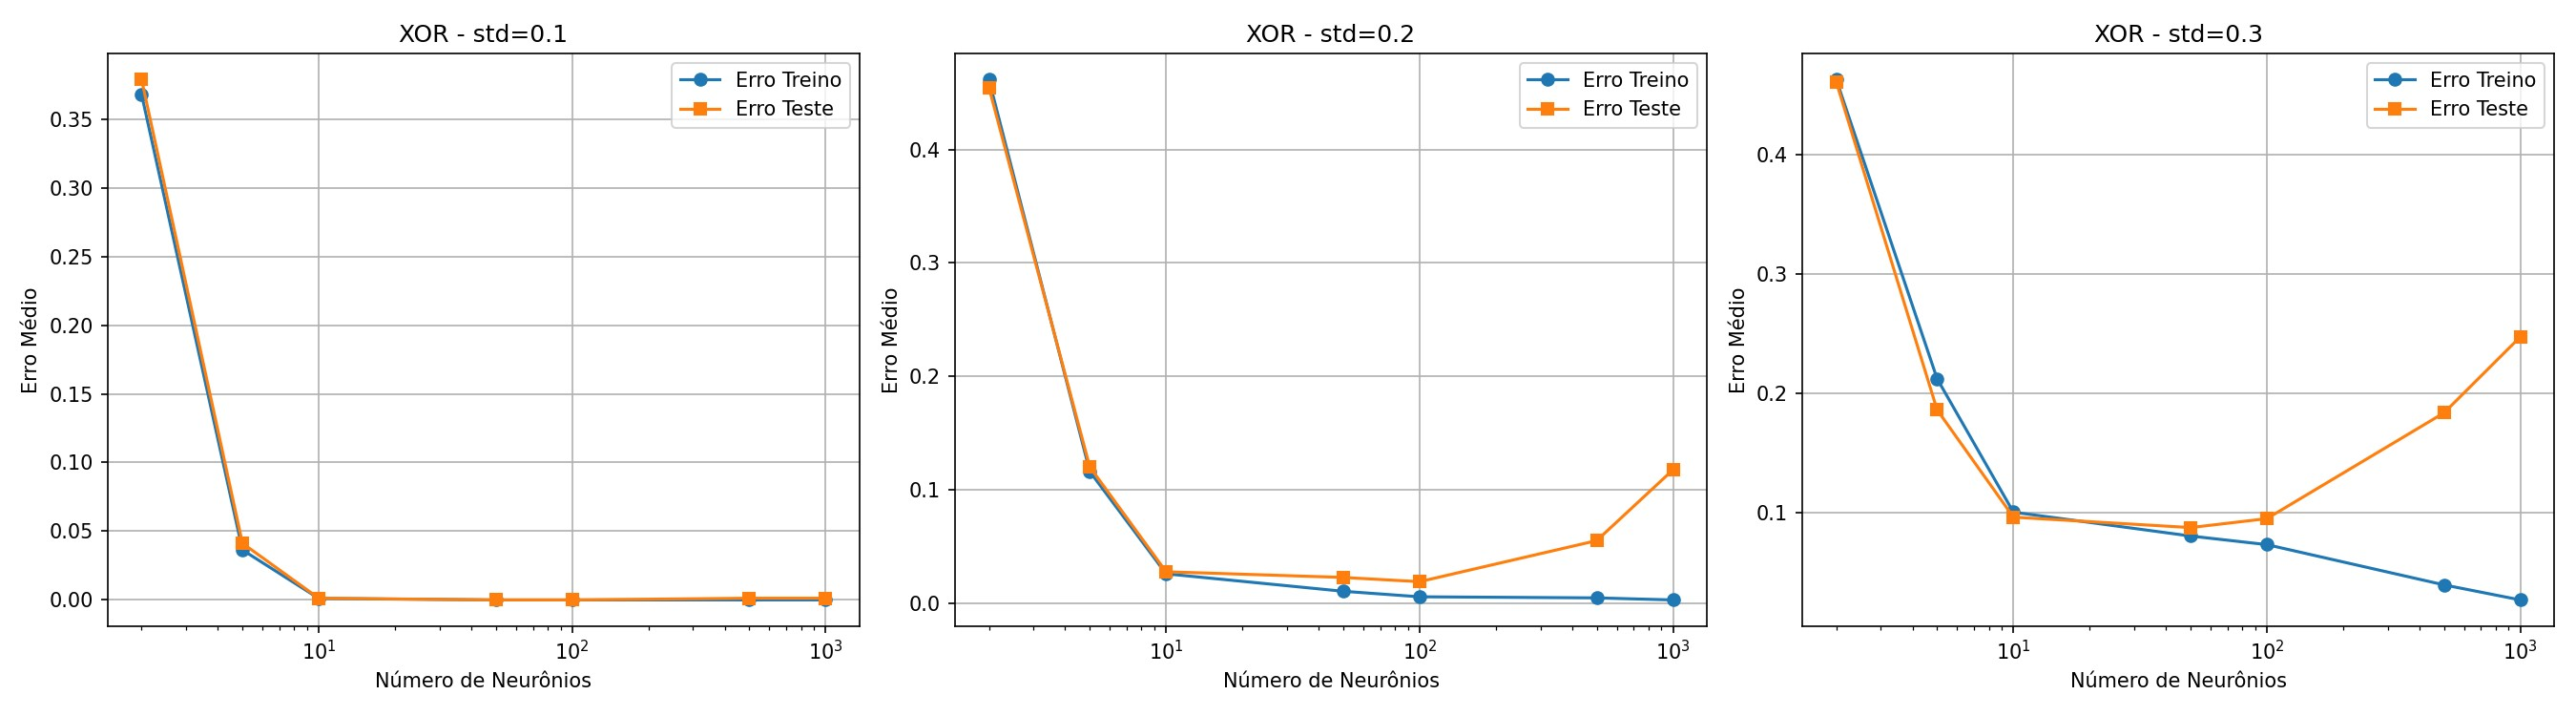 XOR - std=0.1
Erro Treino
Erro Teste
0.35
0.30
0.25
0.20
0.15
0.10
0.05
0.00
Erro Médio
10¹
10²
10³
Número de Neurônios
XOR - std=0.2
Erro Treino
Erro Teste
0.4
0.3
0.2
0.1
0.0
Erro Médio
10¹
10²
10³
Número de Neurônios
XOR - std=0.3
Erro Treino
Erro Teste
0.4
0.3
0.2
0.1
Erro Médio
10¹
10²
10³
Número de Neurônios